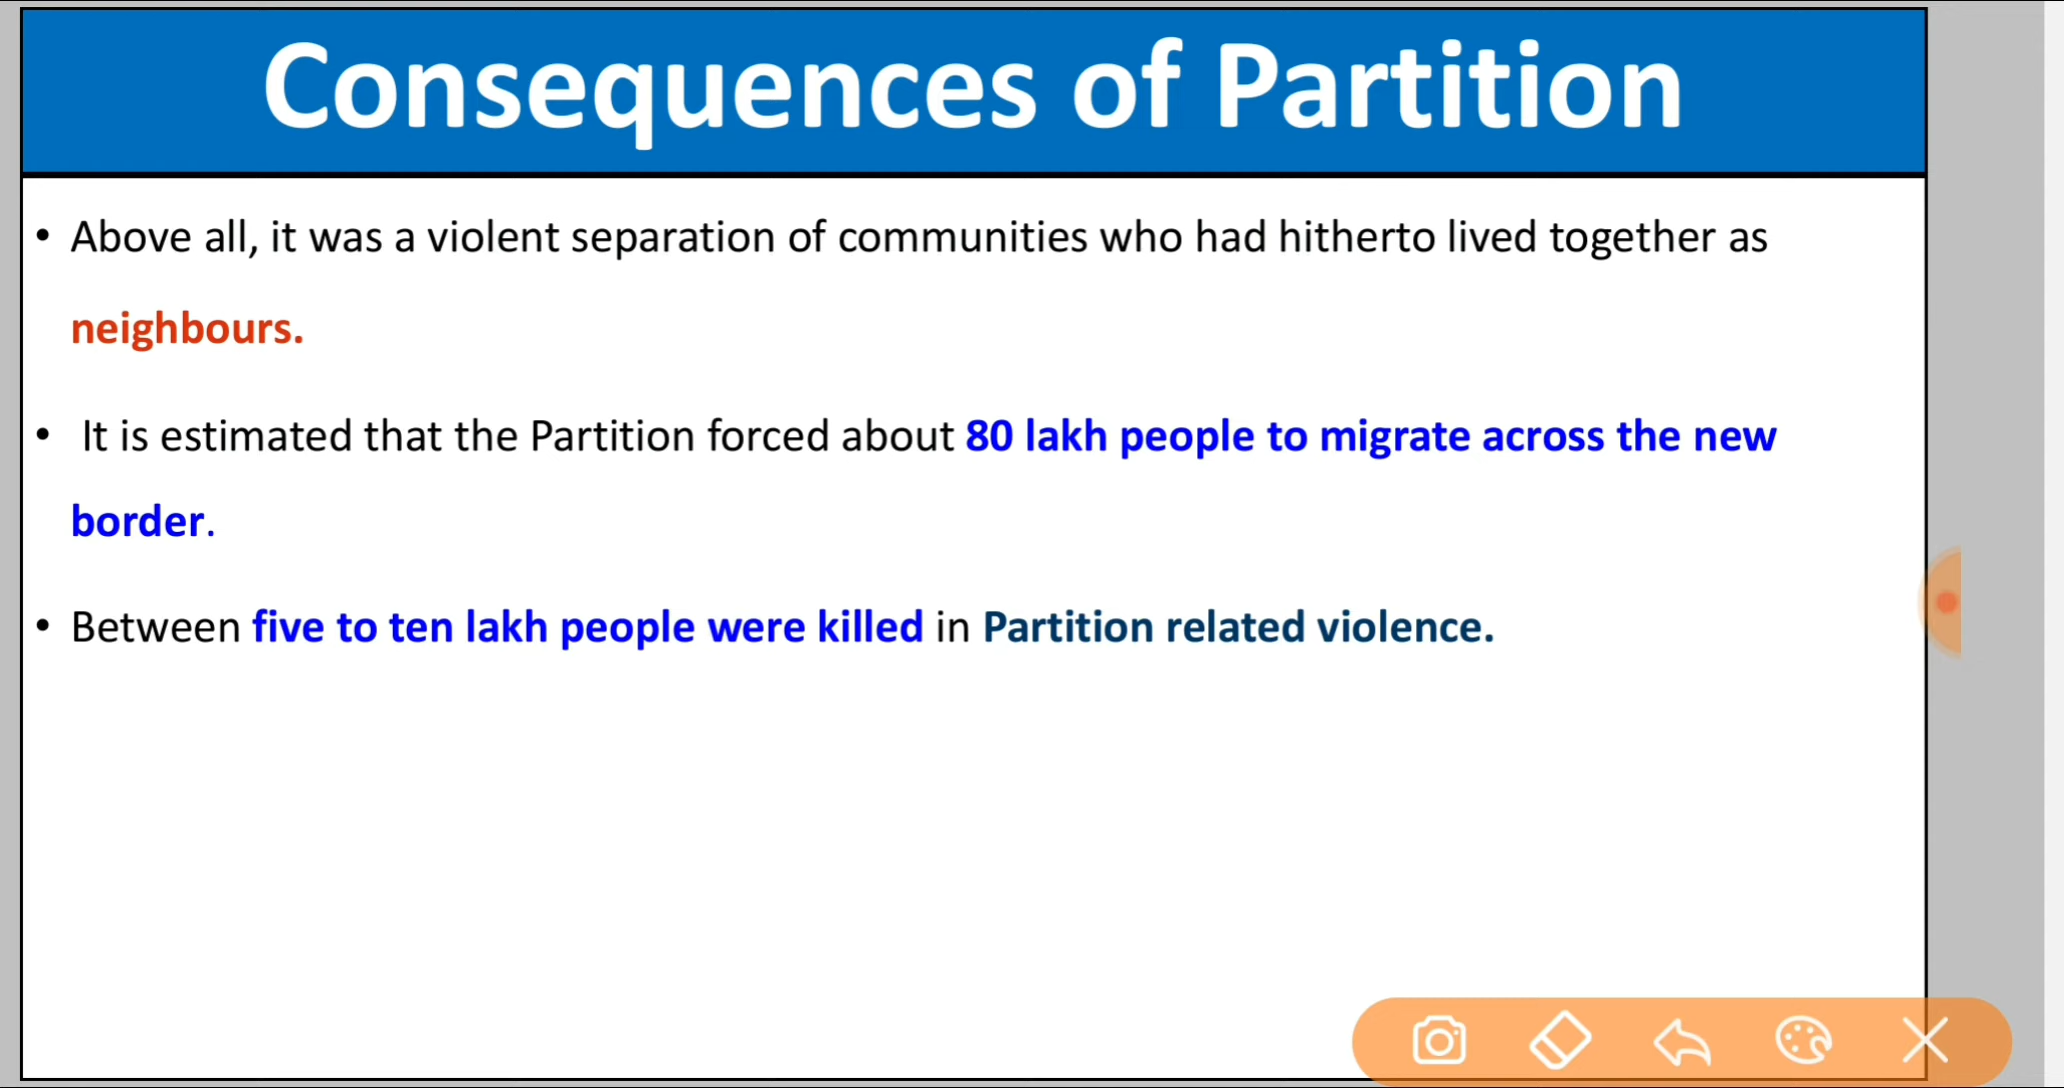 Consequences of Partition
• Above all, it was a violent separation of communities who had hitherto lived together as
neighbours.
• It is estimated that the Partition forced about 80 lakh people to migrate across the new
border.
• Between five to ten lakh people were killed in Partition related violence.